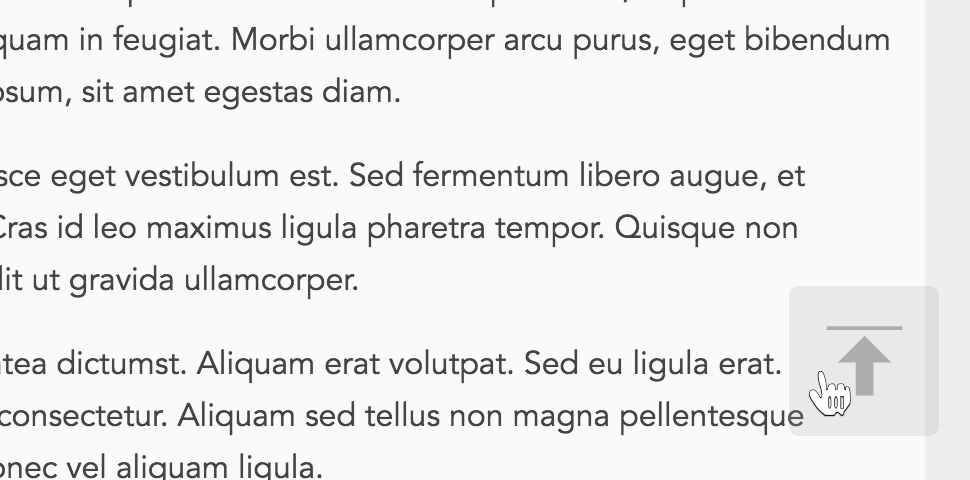 quam in feugiat. Morbi ullamcorper arcu purus, eget bibendum
sum, sit amet egestas diam.
sce eget vestibulum est. Sed fermentum libero augue, et
Cras id leo maximus ligula pharetra tempor. Quisque non
lit ut gravida ullamcorper.
tea dictumst. Aliquam erat volutpat. Sed eu ligula erat.
consectetur. Aliquam sed tellus non magna pellentesque
onec vel aliquam ligula.